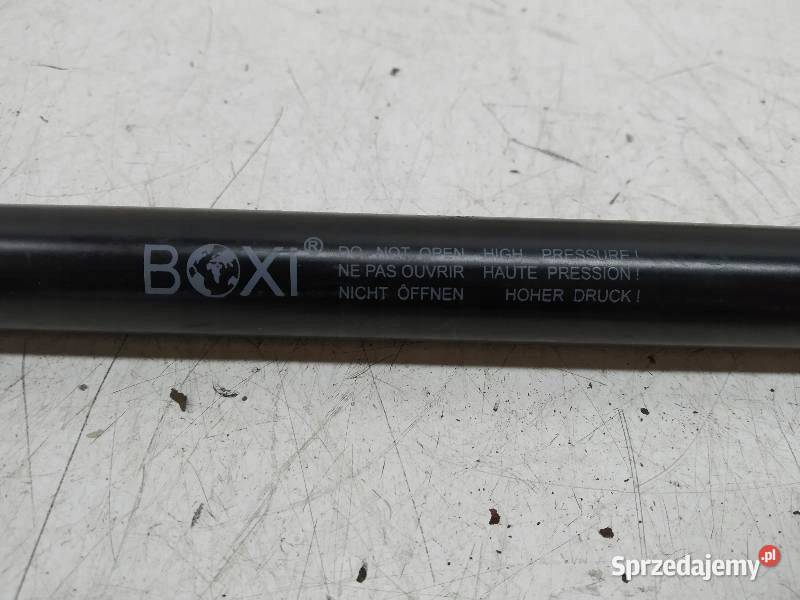 BOXI®
DO NOT OPEN HIGH PRESSURE!
NE PAS OUVRIR HAUTE PRESSION!
NICHT ÖFFNEN HOHER DRUCK!
Sprzedajemy.pl